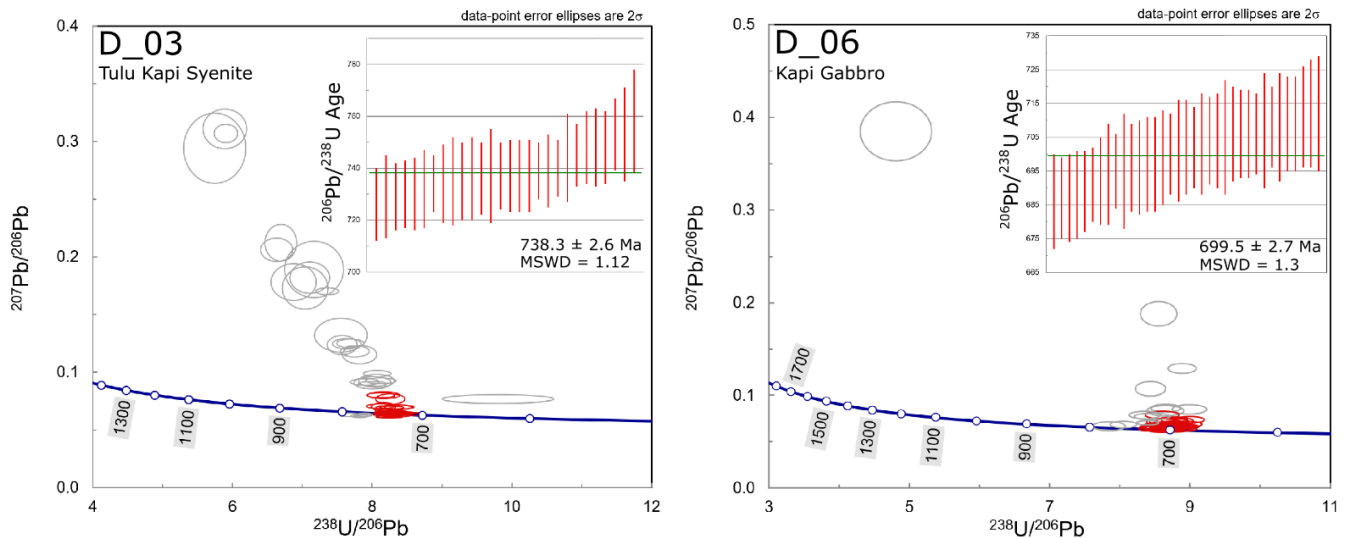 data-point error ellipses are 2σ
D_03
Tulu Kapi Syenite
0.4
0.3
0.2
0.1
0.0
²⁰⁷Pb/²⁰⁶Pb
4
6
8
10
12
²³⁸U/²⁰⁶Pb
1300
1100
900
700
780
760
740
720
700
²⁰⁶Pb/²³⁸U Age
738.3 ± 2.6 Ma
MSWD = 1.12
data-point error ellipses are 2σ
D_06
Kapi Gabbro
0.5
0.4
0.3
0.2
0.1
0.0
²⁰⁷Pb/²⁰⁶Pb
3
5
7
9
11
²³⁸U/²⁰⁶Pb
1700
1500
1300
1100
900
700
735
725
715
705
695
685
675
665
²⁰⁶Pb/²³⁸U Age
699.5 ± 2.7 Ma
MSWD = 1.3